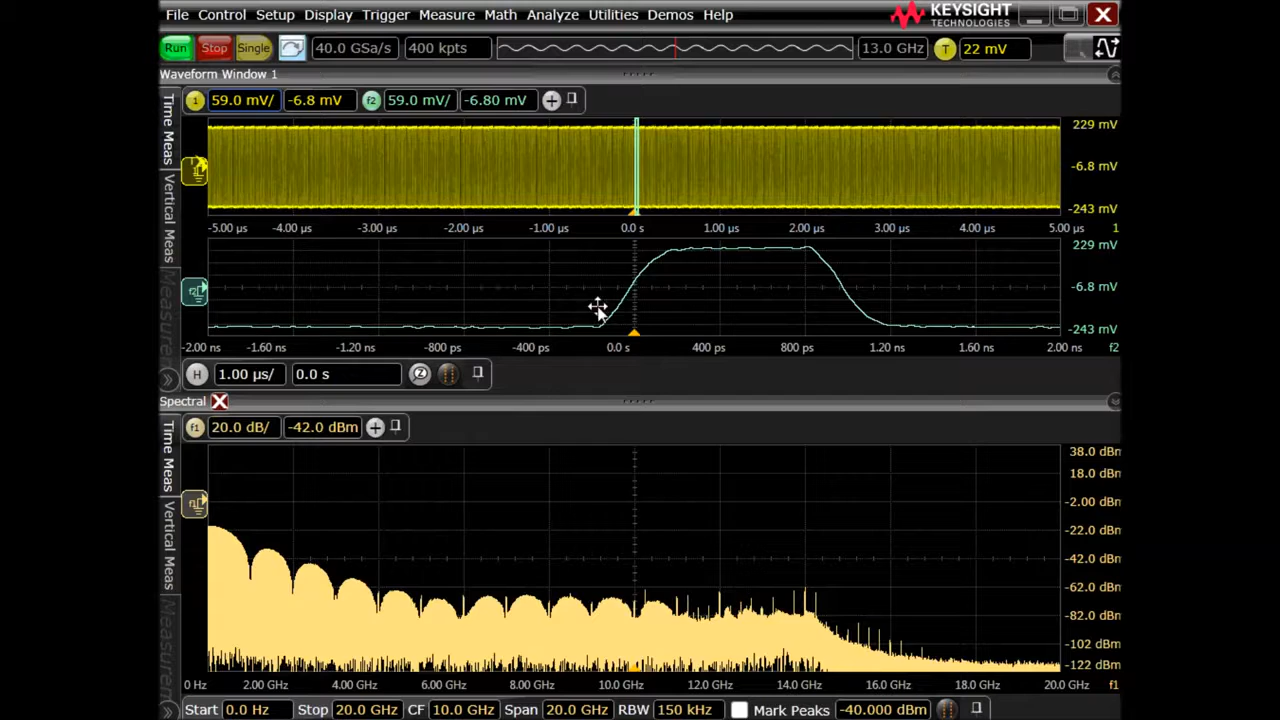 File Control Setup Display Trigger Measure Math Analyze Utilities Demos Help KEYSIGHT TECHNOLOGIES
Run Stop Single 40.0 GSa/s 400 kpts 13.0 GHz T 22 mV
Waveform Window 1
1 59.0 mV/ -6.8 mV f2 59.0 mV/ -6.80 mV
Time Meas
Vertical Meas
Measurements
229 mV
-6.8 mV
-243 mV
-5.00 µs -4.00 µs -3.00 µs -2.00 µs -1.00 µs 0.0 s 1.00 µs 2.00 µs 3.00 µs 4.00 µs 5.00 µs 1
229 mV
f2 -6.8 mV
-243 mV
-2.00 ns -1.60 ns -1.20 ns -800 ps -400 ps 0.0 s 400 ps 800 ps 1.20 ns 1.60 ns 2.00 ns f2
H 1.00 µs/ 0.0 s Z
Spectral
f1 20.0 dB/ -42.0 dBm
Time Meas
Vertical Meas
38.0 dBm
18.0 dBm
f1 -2.00 dBm
-22.0 dBm
-42.0 dBm
-62.0 dBm
-82.0 dBm
-102 dBm
-122 dBm
0 Hz 2.00 GHz 4.00 GHz 6.00 GHz 8.00 GHz 10.0 GHz 12.0 GHz 14.0 GHz 16.0 GHz 18.0 GHz 20.0 GHz f1
Start 0.0 Hz Stop 20.0 GHz CF 10.0 GHz Span 20.0 GHz RBW 150 kHz Mark Peaks -40.000 dBm